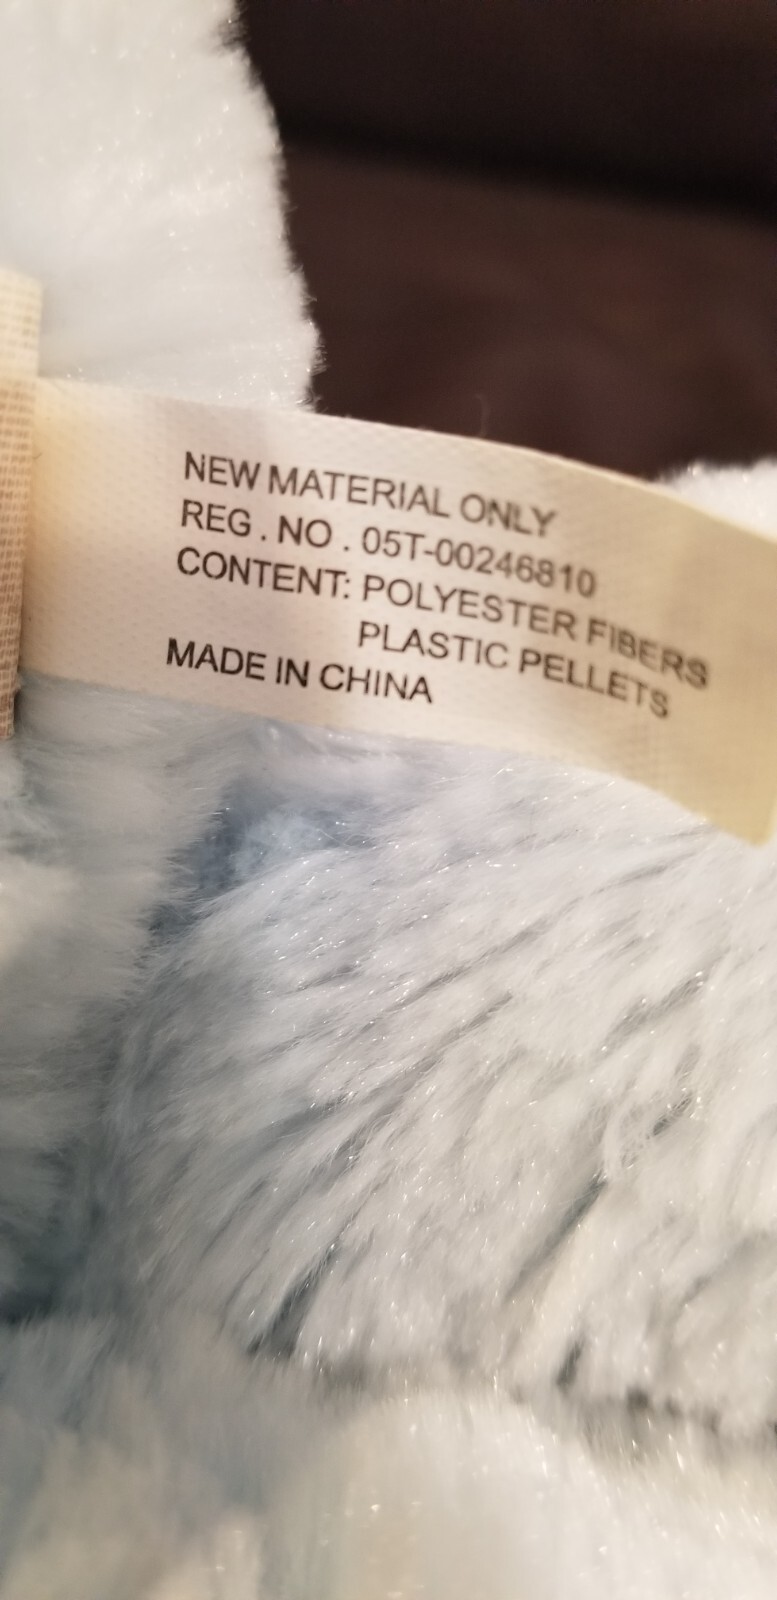 NEW MATERIAL ONLY
REG . NO . 05T-00246810
CONTENT: POLYESTER FIBERS
PLASTIC PELLETS
MADE IN CHINA